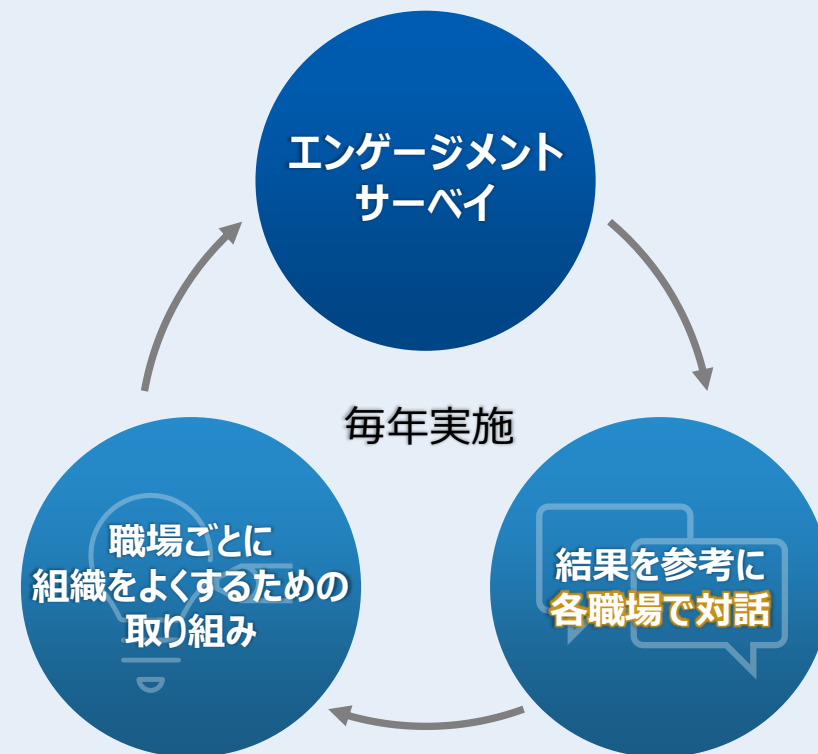 エンゲージメント
サーベイ
毎年実施
職場ごとに
組織をよくするための
取り組み
結果を参考に
各職場で対話